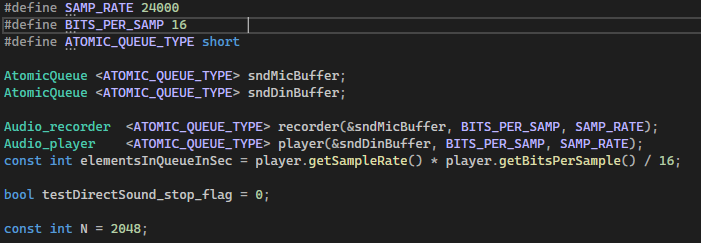 #define SAMP_RATE 24000
#define BITS_PER_SAMP 16
#define ATOMIC_QUEUE_TYPE short
AtomicQueue <ATOMIC_QUEUE_TYPE> sndMicBuffer;
AtomicQueue <ATOMIC_QUEUE_TYPE> sndDinBuffer;
Audio_recorder  <ATOMIC_QUEUE_TYPE> recorder(&sndMicBuffer, BITS_PER_SAMP, SAMP_RATE);
Audio_player    <ATOMIC_QUEUE_TYPE> player(&sndDinBuffer, BITS_PER_SAMP, SAMP_RATE);
const int elementsInQueueInSec = player.getSampleRate() * player.getBitsPerSample() / 16;
bool testDirectSound_stop_flag = 0;
const int N = 2048;